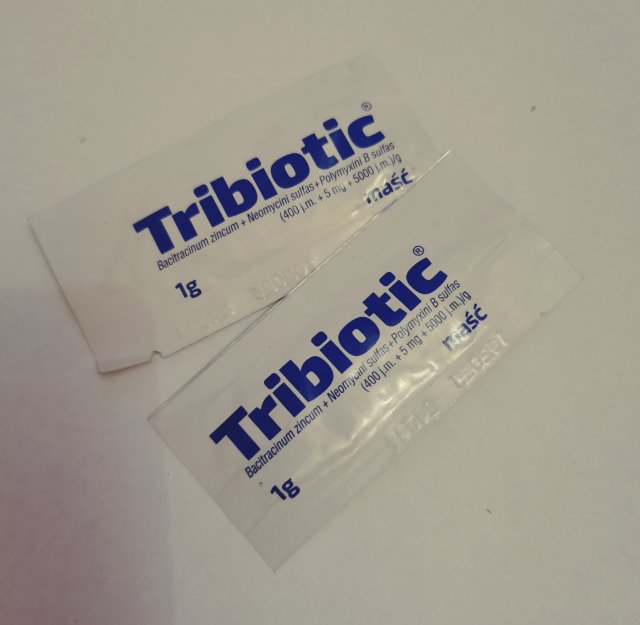 Tribiotic®
Bacitracinum zincum + Neomycini sulfas + Polymyxini B sulfas
(400 j.m. + 5 mg + 5000 j.m.)/g
maść
1g
Tribiotic®
Bacitracinum zincum + Neomycini sulfas + Polymyxini B sulfas
(400 j.m. + 5 mg + 5000 j.m.)/g
maść
1g